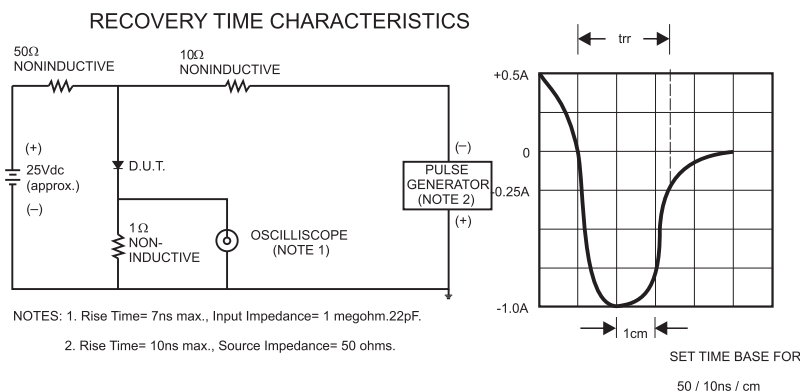 RECOVERY TIME CHARACTERISTICS
50Ω
NONINDUCTIVE
10Ω
NONINDUCTIVE
(+)
25Vdc
(approx.)
(−)
D.U.T.
1Ω
NON-
INDUCTIVE
OSCILLISCOPE
(NOTE 1)
(−)
PULSE
GENERATOR
(NOTE 2)
(+)
trr
+0.5A
0
-0.25A
-1.0A
1cm
NOTES: 1. Rise Time= 7ns max., Input Impedance= 1 megohm.22pF.
2. Rise Time= 10ns max., Source Impedance= 50 ohms.
SET TIME BASE FOR
50 / 10ns / cm